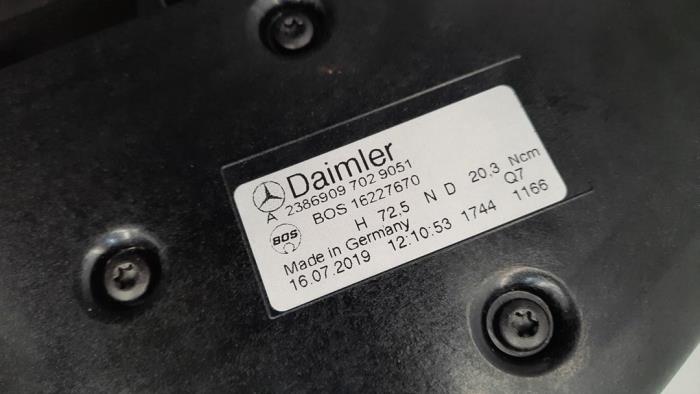 Daimler
A 2386909 702 9051
BOS 16227670
H 72,5 N D 20,3 Ncm
BOS
Made in Germany Q7
16.07.2019 12:10:53 1744 1166